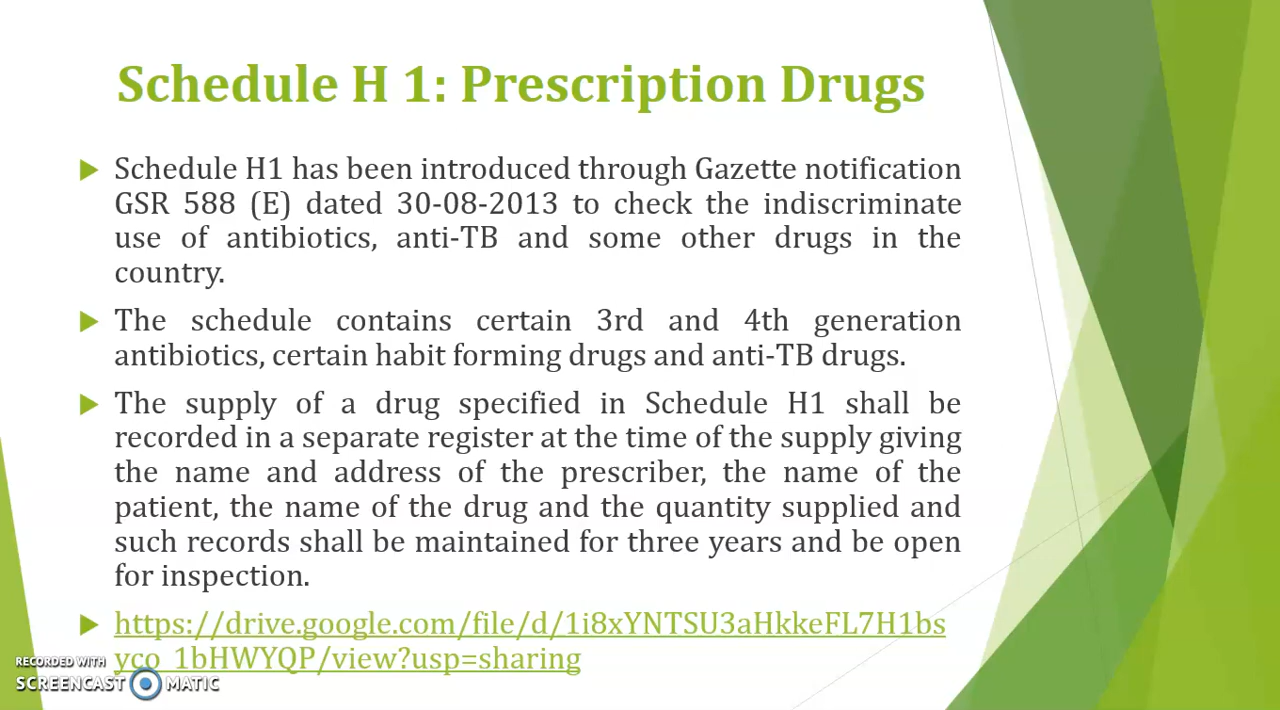 Schedule H 1: Prescription Drugs
Schedule H1 has been introduced through Gazette notification
GSR 588 (E) dated 30-08-2013 to check the indiscriminate
use of antibiotics, anti-TB and some other drugs in the
country.
The schedule contains certain 3rd and 4th generation
antibiotics, certain habit forming drugs and anti-TB drugs.
The supply of a drug specified in Schedule H1 shall be
recorded in a separate register at the time of the supply giving
the name and address of the prescriber, the name of the
patient, the name of the drug and the quantity supplied and
such records shall be maintained for three years and be open
for inspection.
https://drive.google.com/file/d/1i8xYNTSU3aHkkeFL7H1bs
yco_1bHWYQP/view?usp=sharing
RECORDED WITH
SCREENCAST MATIC